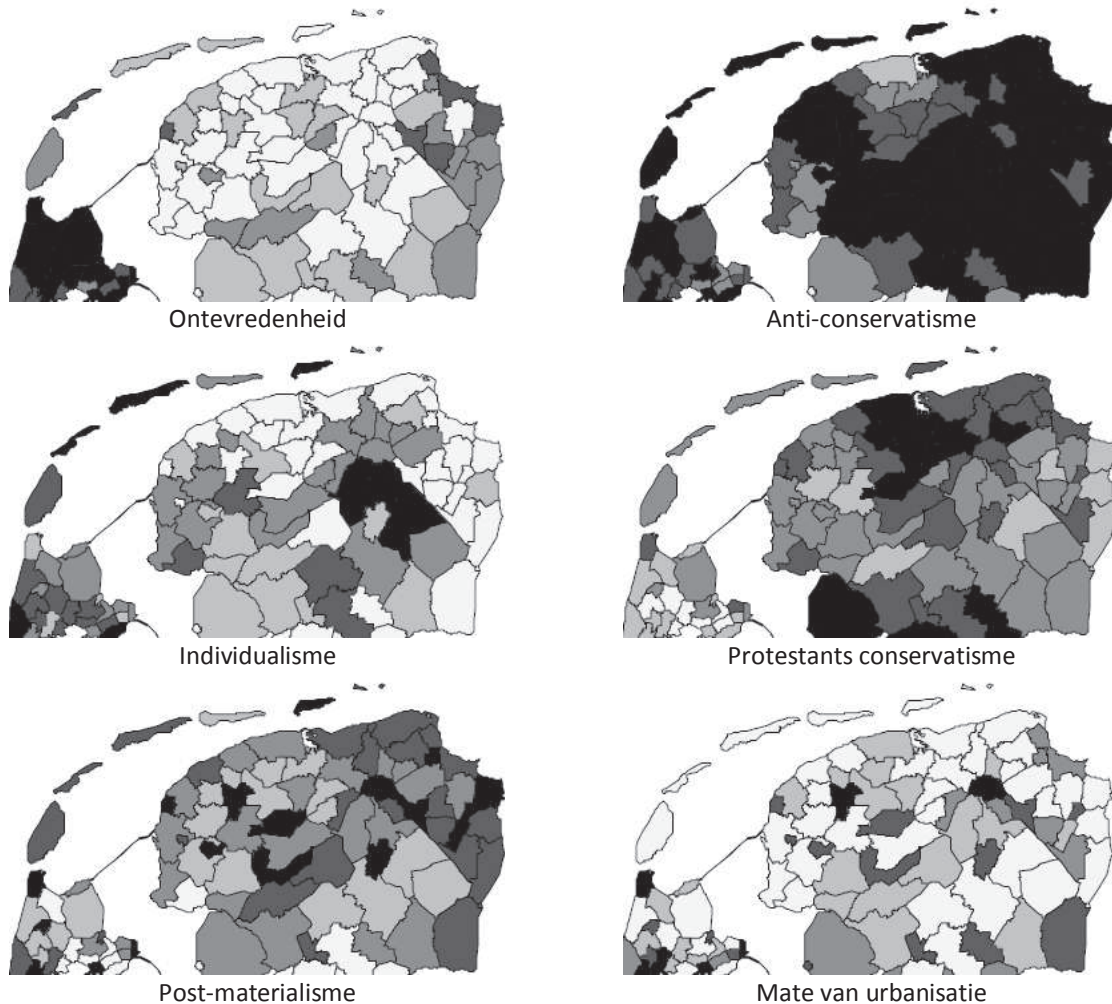 Ontevredenheid
Anti-conservatisme
Individualisme
Protestants conservatisme
Post-materialisme
Mate van urbanisatie